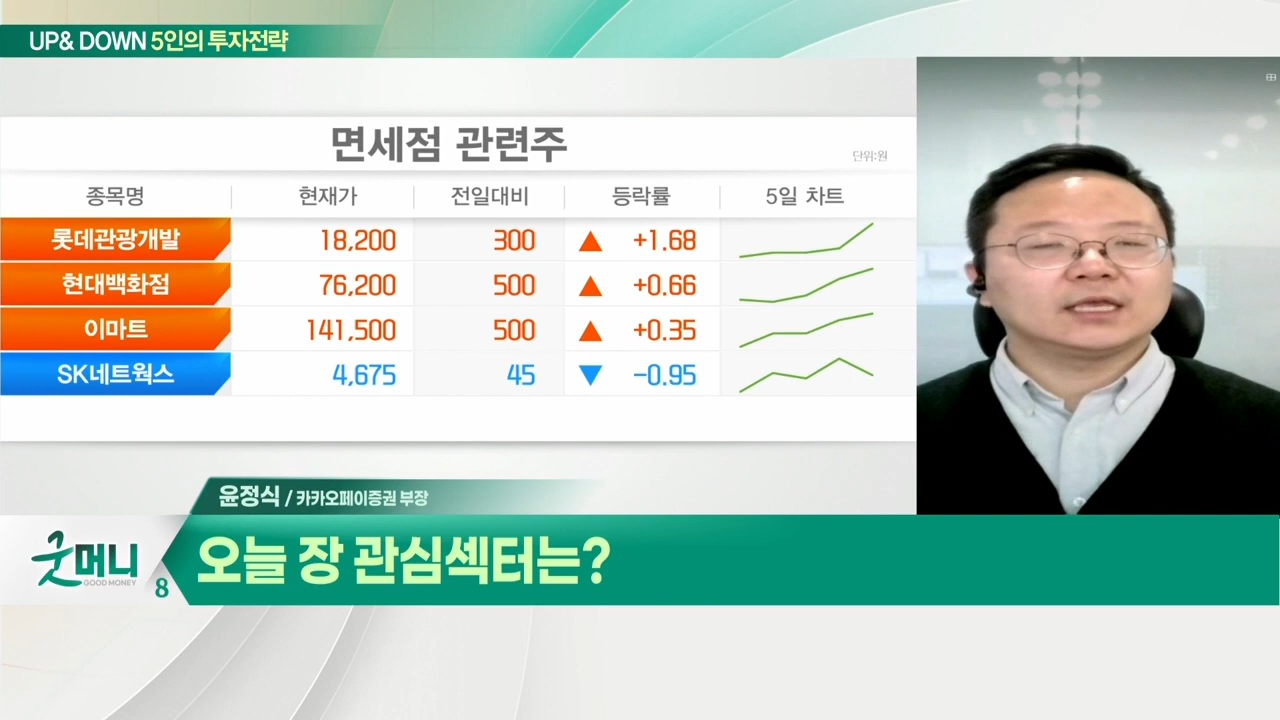 UP& DOWN 5인의 투자전략
면세점 관련주
단위:원
종목명 현재가 전일대비 등락률 5일 차트
롯데관광개발 18,200 300 ▲ +1.68
현대백화점 76,200 500 ▲ +0.66
이마트 141,500 500 ▲ +0.35
SK네트웍스 4,675 45 ▼ -0.95
윤정식 / 카카오페이증권 부장
굿머니
GOOD MONEY
8
오늘 장 관심섹터는?